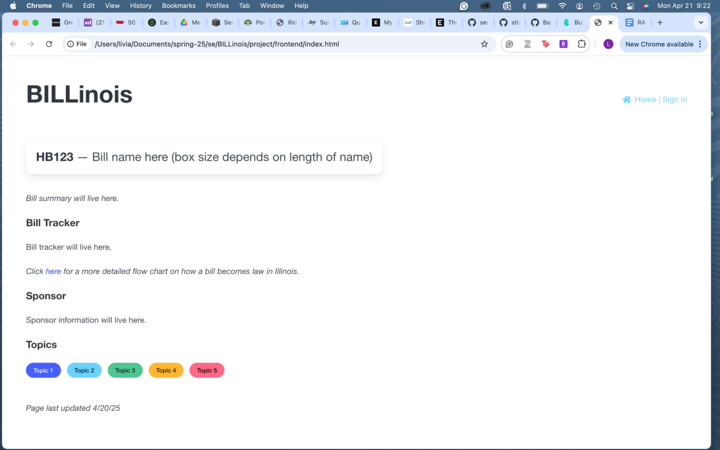 Chrome File Edit View History Bookmarks Profiles Tab Window Help Mon Apr 21 9:22
Gr (2 50 Ea Me Se Po Ric Su Qu My Sh Th se sti Ba Bu RA
File /Users/livia/Documents/spring-25/se/BILLinois/project/frontend/index.html L New Chrome available
BILLinois
Home | Sign in
HB123 — Bill name here (box size depends on length of name)
Bill summary will live here.
Bill Tracker
Bill tracker will live here.
Click here for a more detailed flow chart on how a bill becomes law in Illinois.
Sponsor
Sponsor information will live here.
Topics
Topic 1 Topic 2 Topic 3 Topic 4 Topic 5
Page last updated 4/20/25